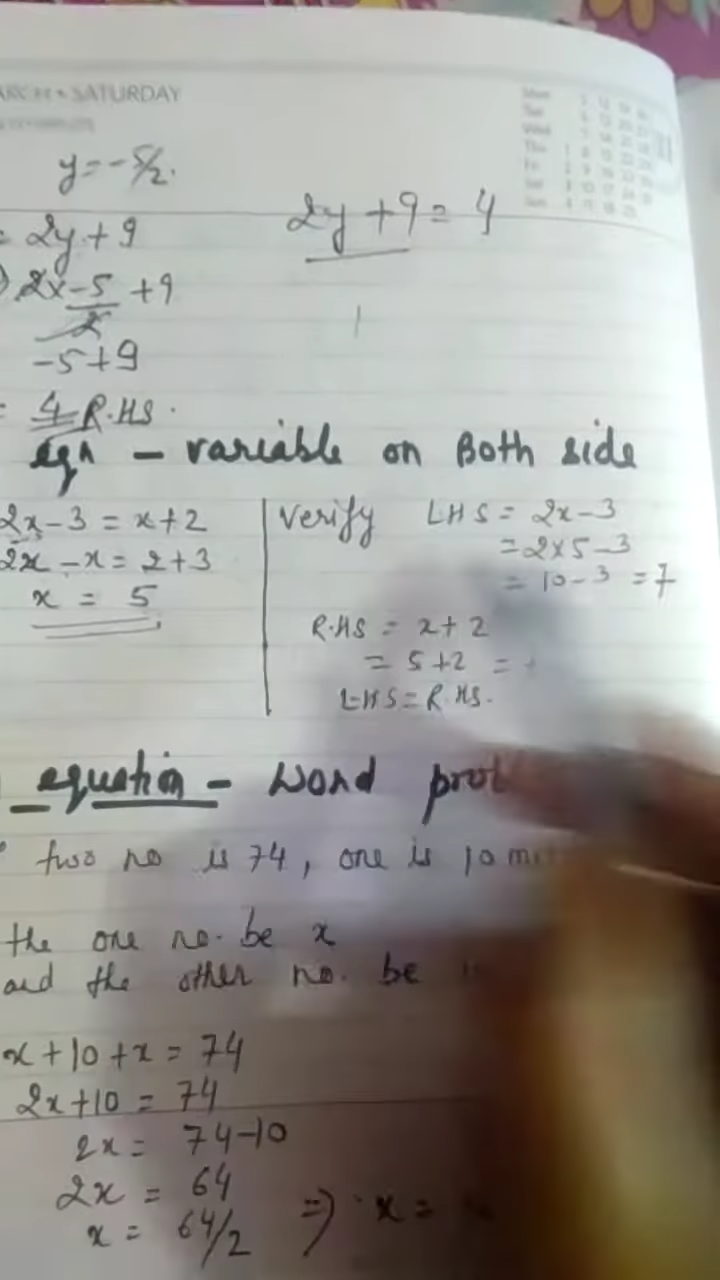 SATURDAY
y = -5/2.
2y + 9 = 4
= 2y + 9
2x -5/2 + 9
-5+9
= 4 R.HS.
eqn - variable on Both side
2x - 3 = x + 2
2x - x = 2 + 3
x = 5
Verify LHS = 2x - 3
= 2x5 - 3
= 10 - 3 = 7
R.HS = x + 2
= 5 + 2 =
LHS = R.HS.
equation - word
two no is 74, one is 10
the one no. be x
and the other no. be
x + 10 + x = 74
2x + 10 = 74
2x = 74 - 10
2x = 64
x = 64/2 => x =